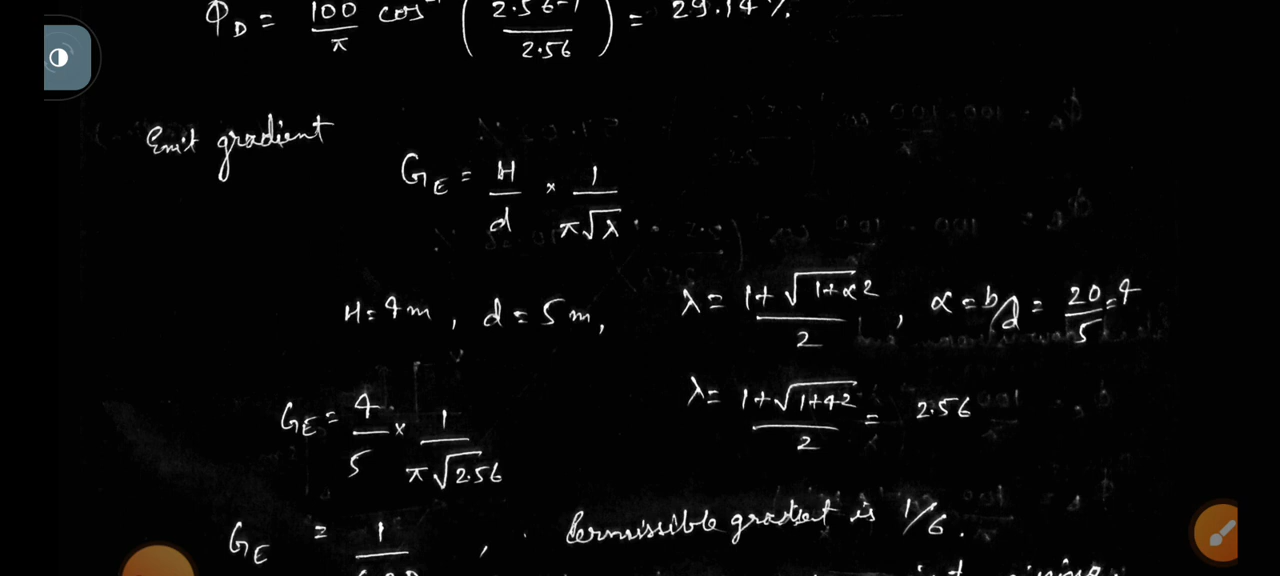 Φ_D = 100/π cos⁻¹ (2.56-1/2.56) = 29.14 %.
Exit gradient
G_E = H/d × 1/π√λ
H = 4m, d = 5m, λ = 1+√1+α2/2, α = b/d = 20/5 = 4
λ = 1+√1+42/2 = 2.56
G_E = 4/5 × 1/π√2.56
G_E = 1/, Permissible gradient is 1/6.